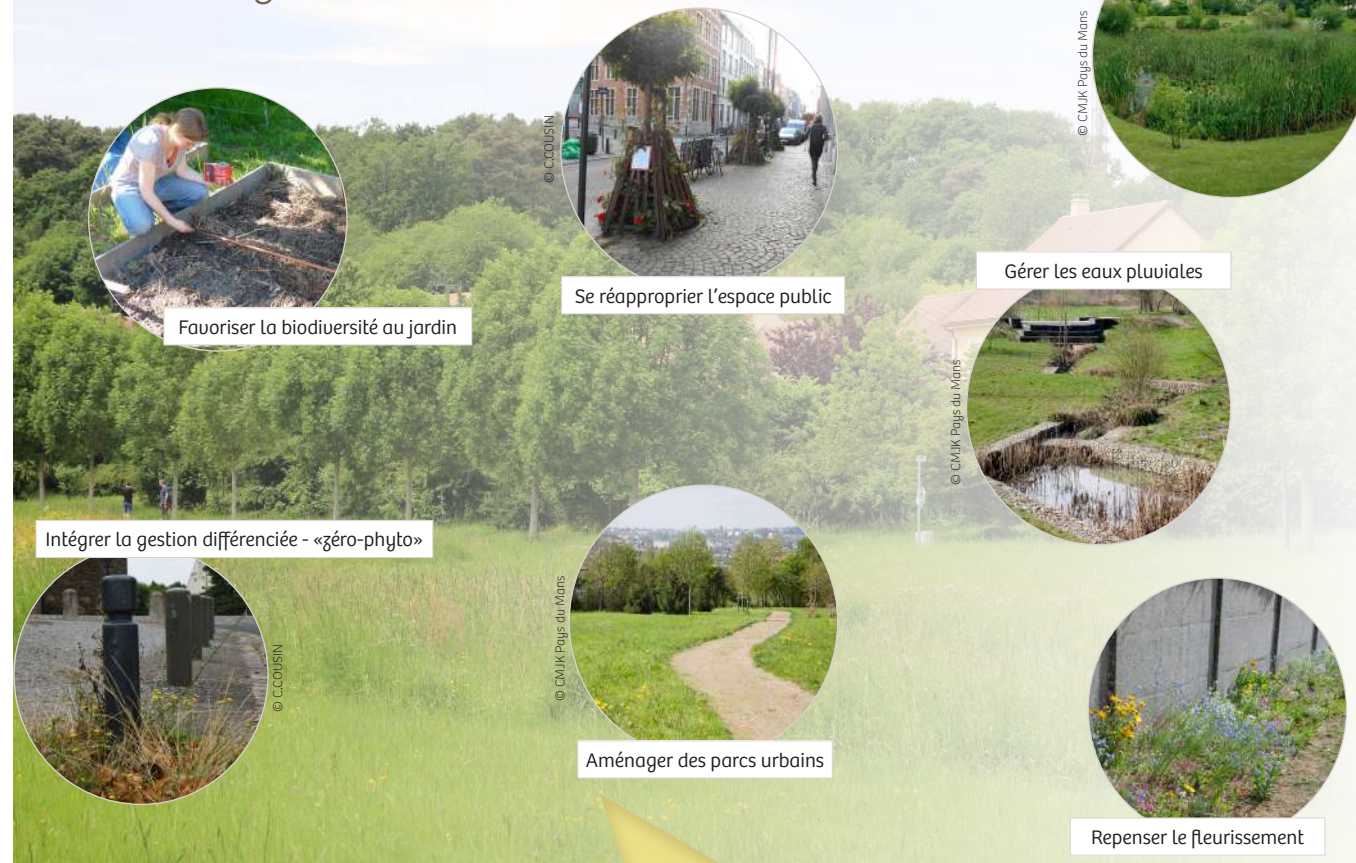 © CMJK Pays du Mans
© C.COUSIN
Favoriser la biodiversité au jardin
Se réapproprier l'espace public
Gérer les eaux pluviales
© CMJK Pays du Mans
Intégrer la gestion différenciée - «zéro-phyto»
© C.COUSIN
© CMJK Pays du Mans
Aménager des parcs urbains
Repenser le fleurissement